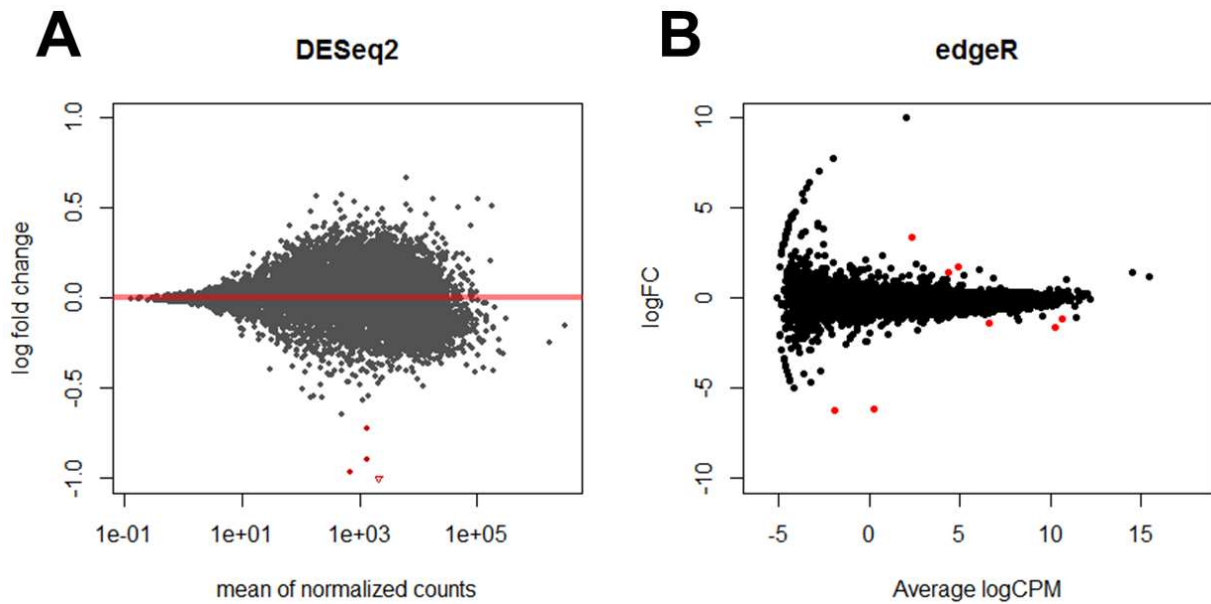 A
DESeq2
log fold change
1.0
0.5
0.0
-0.5
-1.0
1e-01
1e+01
1e+03
1e+05
mean of normalized counts
B
edgeR
logFC
10
5
0
-5
-10
-5
0
5
10
15
Average logCPM